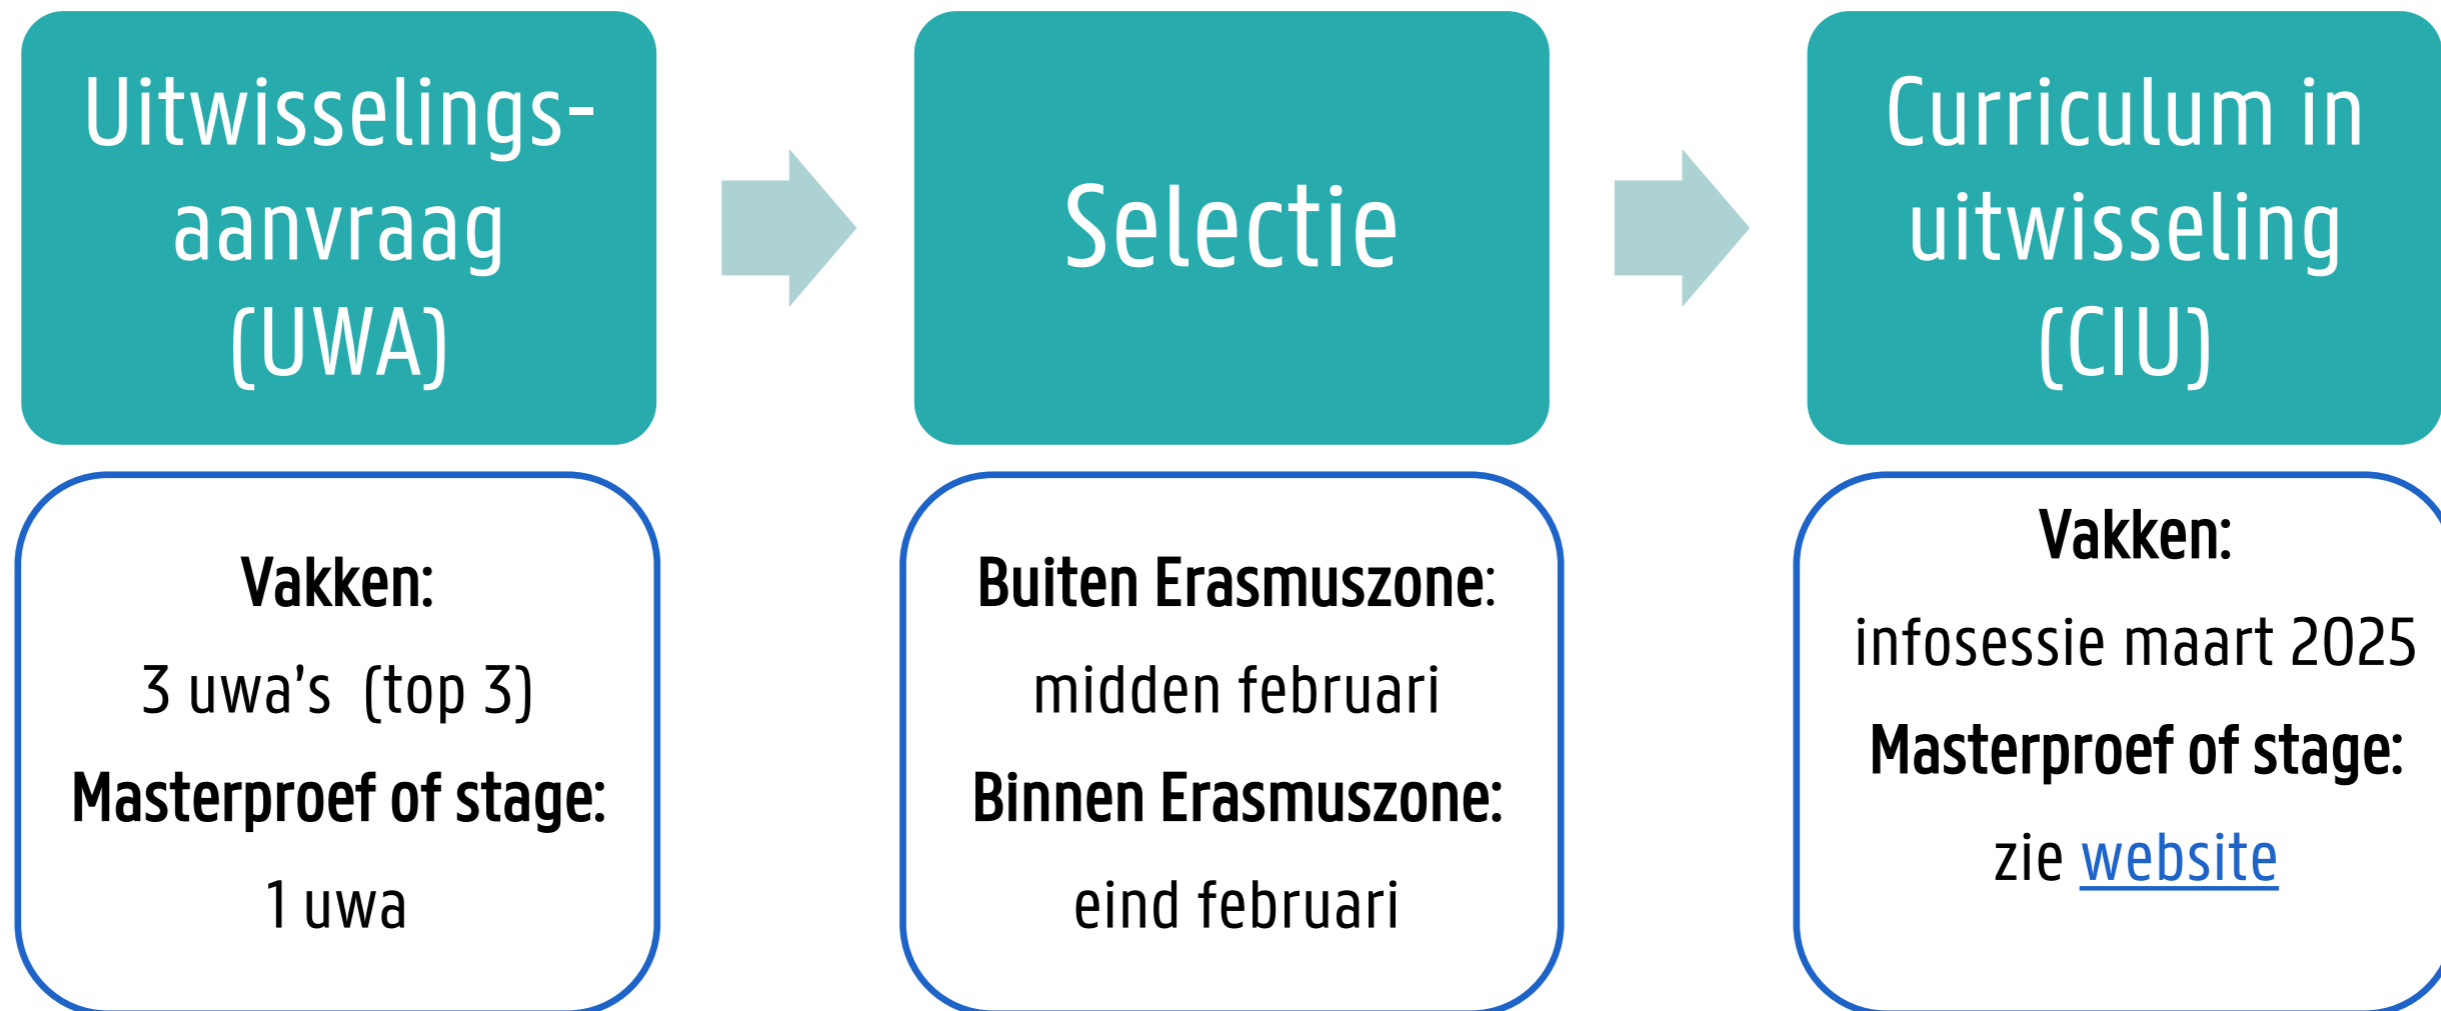 Uitwisselings-
aanvraag
(UWA)
Selectie
Curriculum in
uitwisseling
(CIU)
Vakken:
3 uwa's (top 3)
Masterproef of stage:
1 uwa
Buiten Erasmuszone:
midden februari
Binnen Erasmuszone:
eind februari
Vakken:
infosessie maart 2025
Masterproef of stage:
zie website